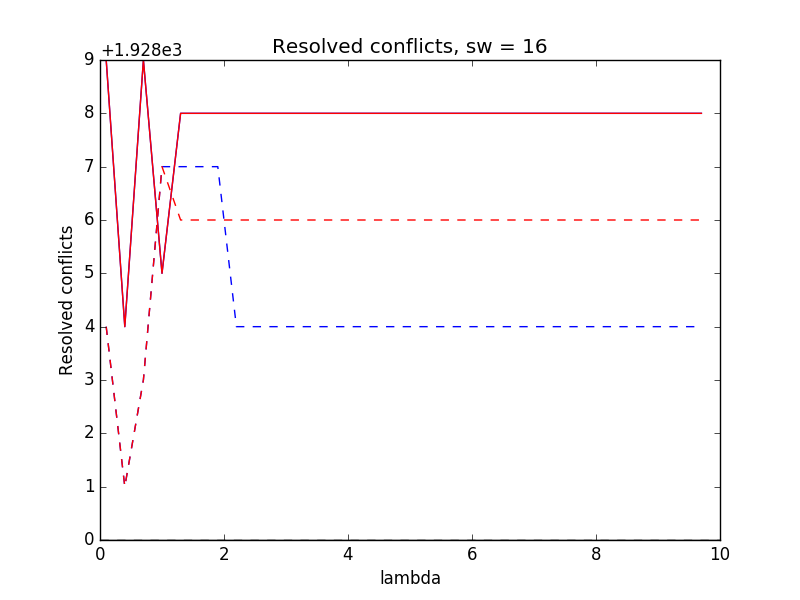 Resolved conflicts, sw = 16
+1.928e3
9
8
7
6
5
4
3
2
1
0
Resolved conflicts
0 2 4 6 8 10
lambda